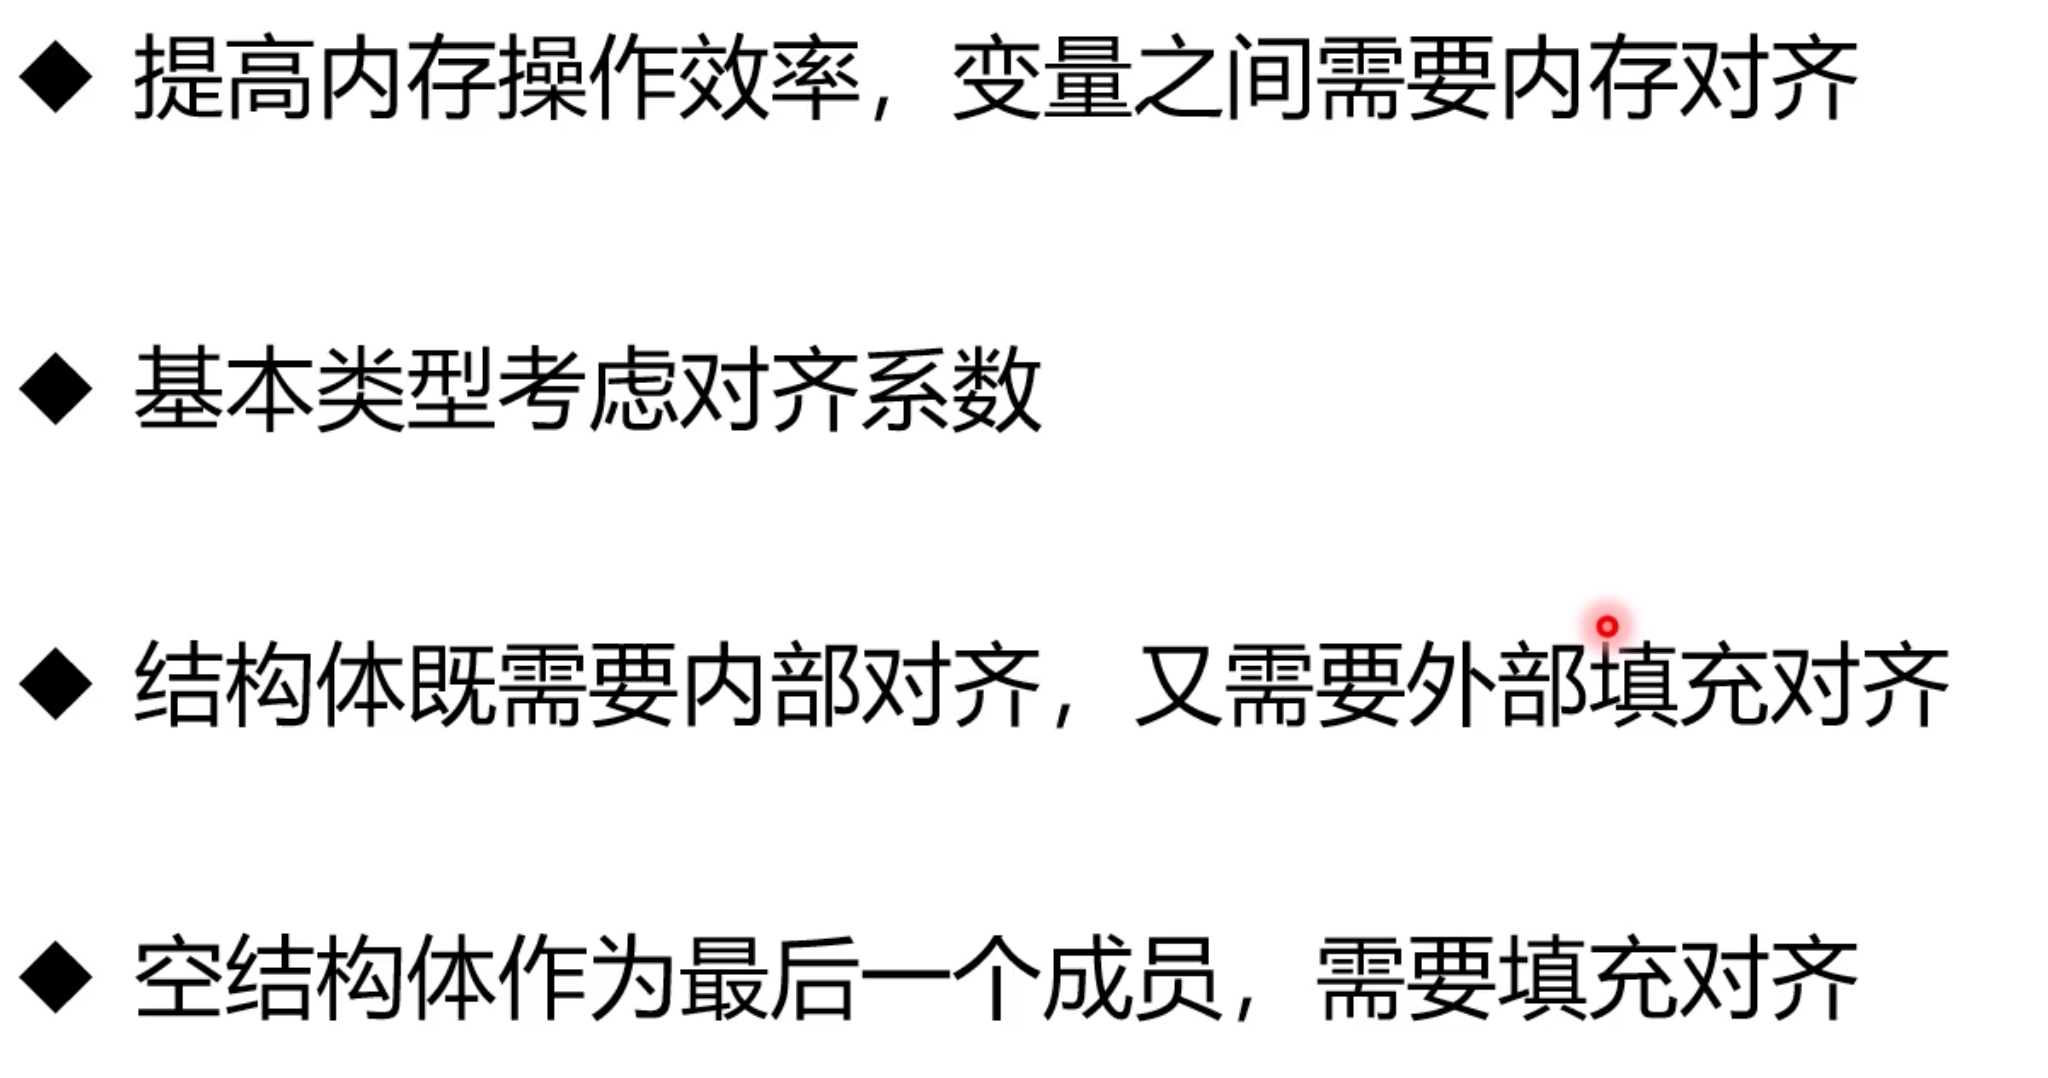 ◆ 提高内存操作效率，变量之间需要内存对齐
◆ 基本类型考虑对齐系数
◆ 结构体既需要内部对齐，又需要外部填充对齐
◆ 空结构体作为最后一个成员，需要填充对齐